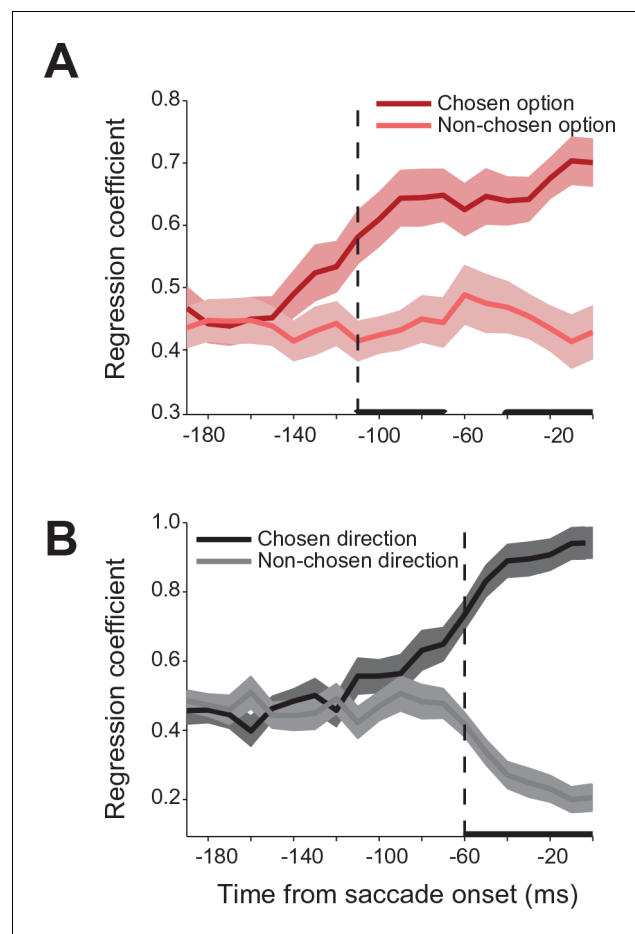 A
Regression coefficient
0.8
0.7
0.6
0.5
0.4
0.3
Chosen option
Non-chosen option
-180 -140 -100 -60 -20
B
Regression coefficient
1.0
0.8
0.6
0.4
0.2
Chosen direction
Non-chosen direction
-180 -140 -100 -60 -20
Time from saccade onset (ms)